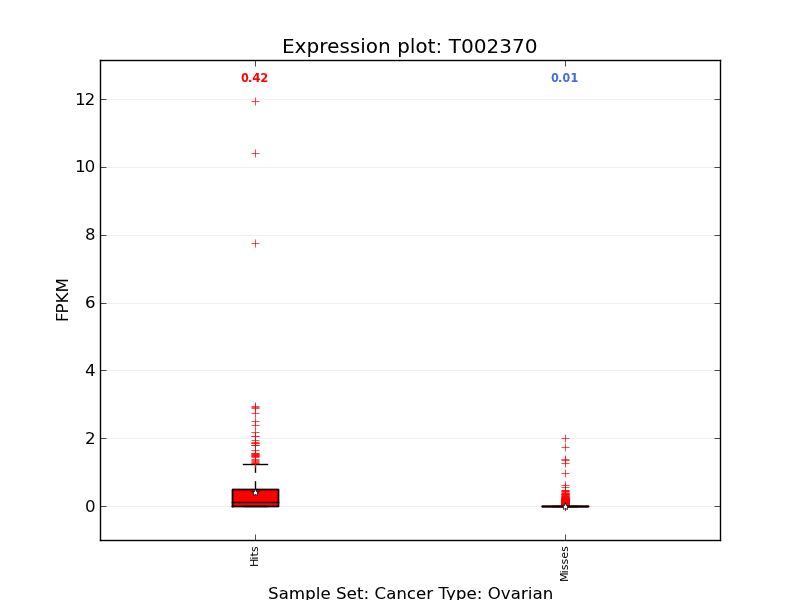 Expression plot: T002370
0.42
0.01
12
10
8
6
4
2
0
FPKM
Hits
Misses
Sample Set: Cancer Type: Ovarian